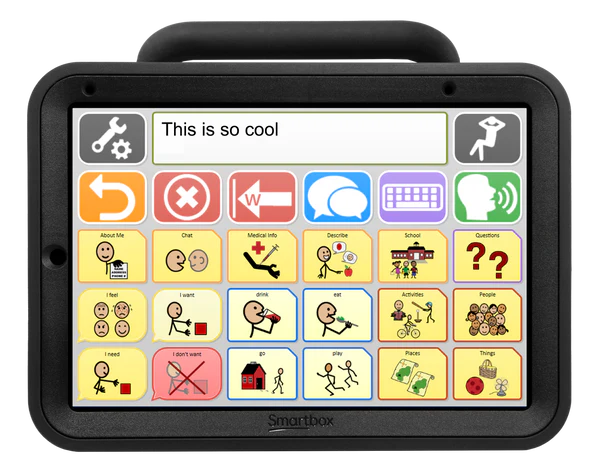 This is so cool
W
About Me
Chat
Medical Info
Describe
School
Questions
I feel
I want
drink
eat
Activities
People
I need
I don't want
go
play
Places
Things
Smartbox